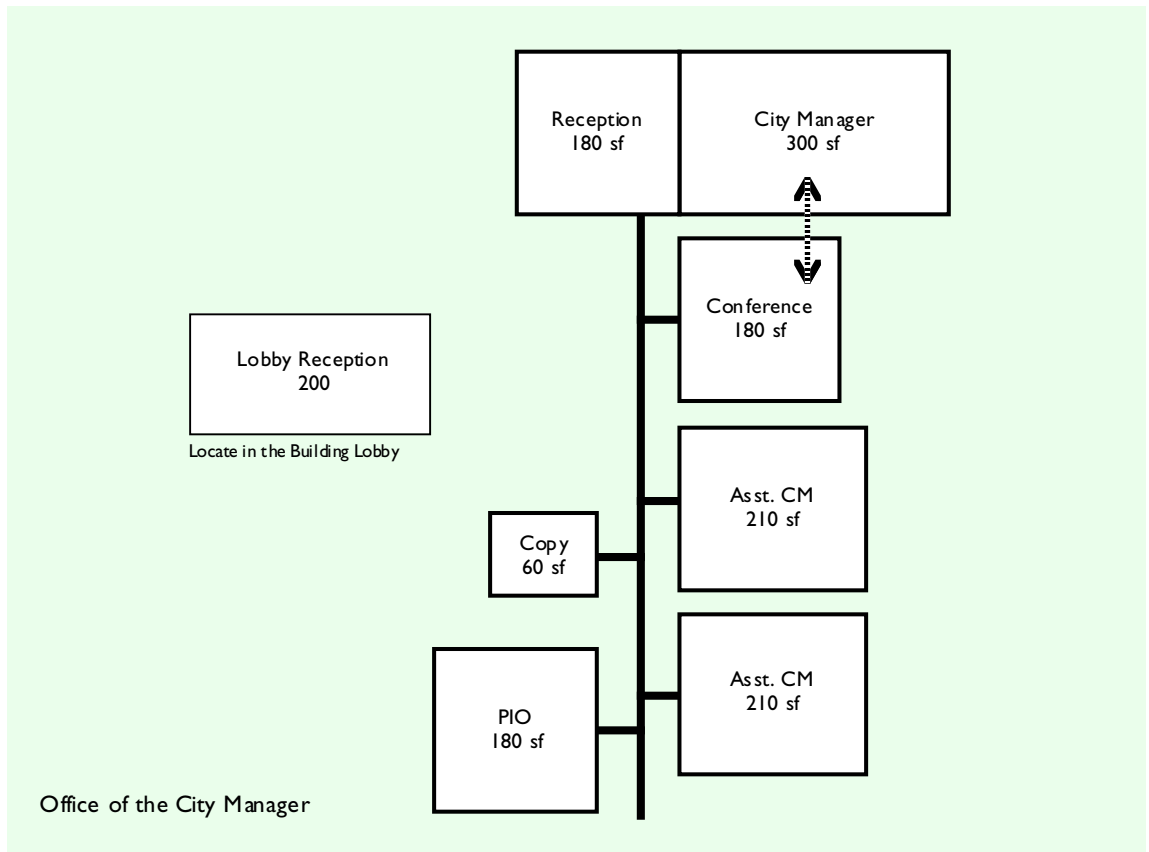 Reception
180 sf
City Manager
300 sf
Conference
180 sf
Lobby Reception
200
Locate in the Building Lobby
Asst. CM
210 sf
Copy
60 sf
Asst. CM
210 sf
PIO
180 sf
Office of the City Manager